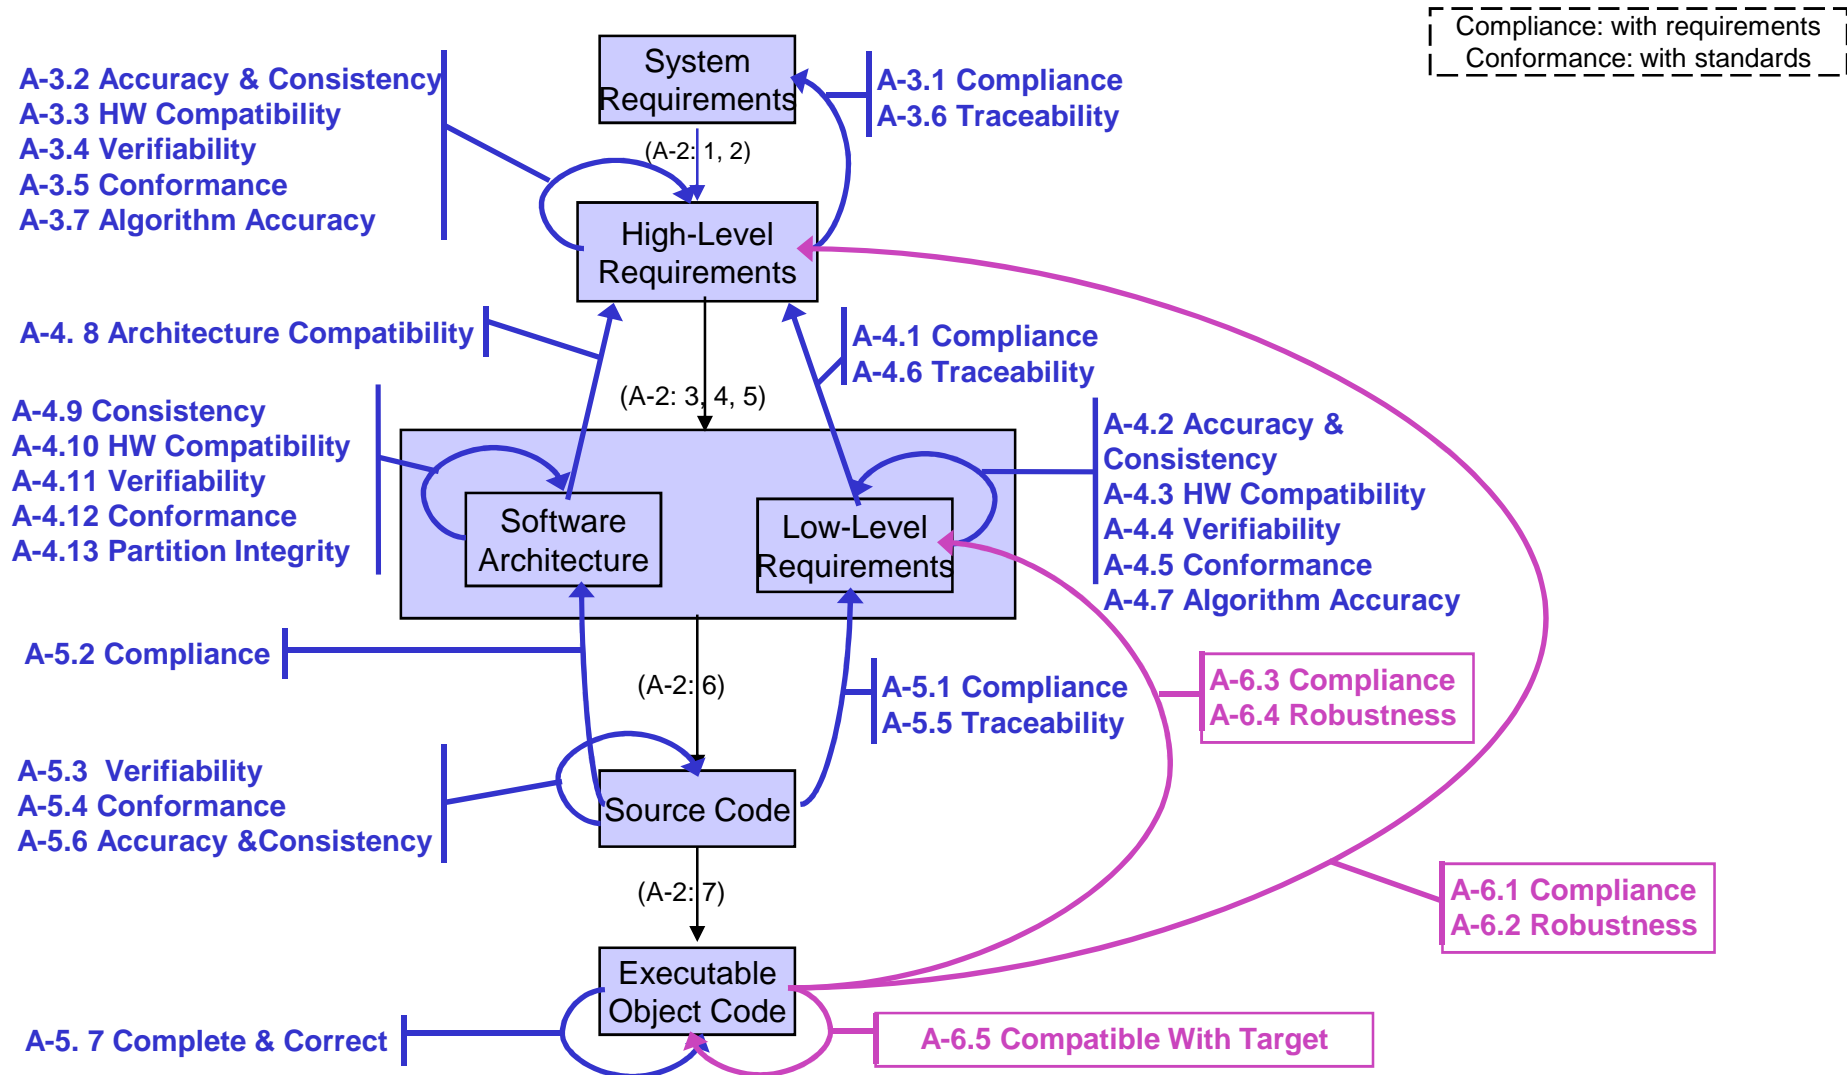 Compliance: with requirements
Conformance: with standards
System
Requirements
A-3.2 Accuracy & Consistency
A-3.3 HW Compatibility
A-3.4 Verifiability
A-3.5 Conformance
A-3.7 Algorithm Accuracy
A-3.1 Compliance
A-3.6 Traceability
(A-2: 1, 2)
High-Level
Requirements
A-4. 8 Architecture Compatibility
A-4.1 Compliance
A-4.6 Traceability
(A-2: 3, 4, 5)
A-4.9 Consistency
A-4.10 HW Compatibility
A-4.11 Verifiability
A-4.12 Conformance
A-4.13 Partition Integrity
Software
Architecture
Low-Level
Requirements
A-4.2 Accuracy &
Consistency
A-4.3 HW Compatibility
A-4.4 Verifiability
A-4.5 Conformance
A-4.7 Algorithm Accuracy
A-5.2 Compliance
(A-2: 6)
A-5.1 Compliance
A-5.5 Traceability
A-6.3 Compliance
A-6.4 Robustness
A-5.3  Verifiability
A-5.4 Conformance
A-5.6 Accuracy &Consistency
Source Code
(A-2: 7)
A-6.1 Compliance
A-6.2 Robustness
Executable
Object Code
A-5. 7 Complete & Correct
A-6.5 Compatible With Target